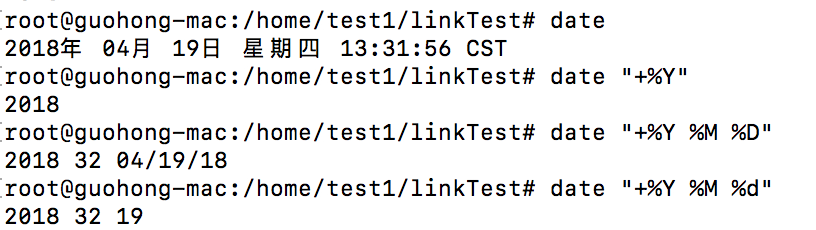 root@guohong-mac:/home/test1/linkTest# date
2018年 04月 19日 星期四 13:31:56 CST
root@guohong-mac:/home/test1/linkTest# date "+%Y"
2018
root@guohong-mac:/home/test1/linkTest# date "+%Y %M %D"
2018 32 04/19/18
root@guohong-mac:/home/test1/linkTest# date "+%Y %M %d"
2018 32 19